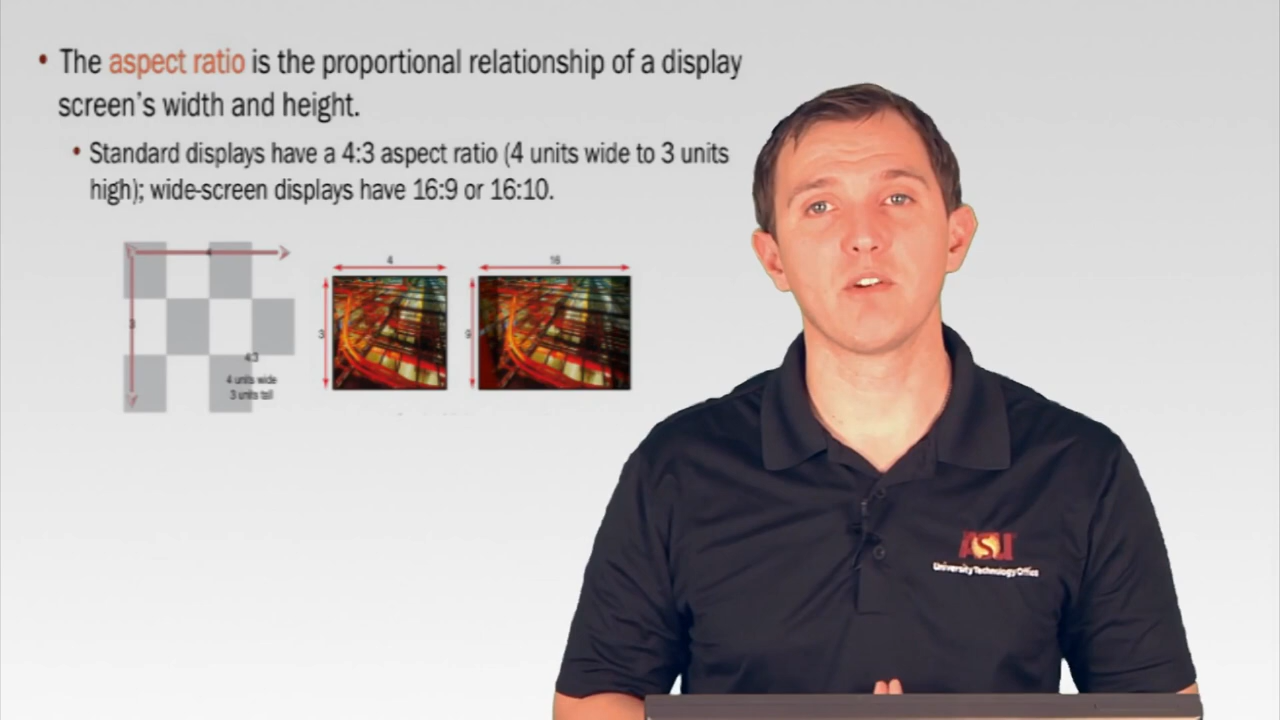 • The aspect ratio is the proportional relationship of a display
screen's width and height.
• Standard displays have a 4:3 aspect ratio (4 units wide to 3 units
high); wide-screen displays have 16:9 or 16:10.
4
3
4:3
4 units wide
3 units tall
4
3
16
9
ASU
University Technology Office